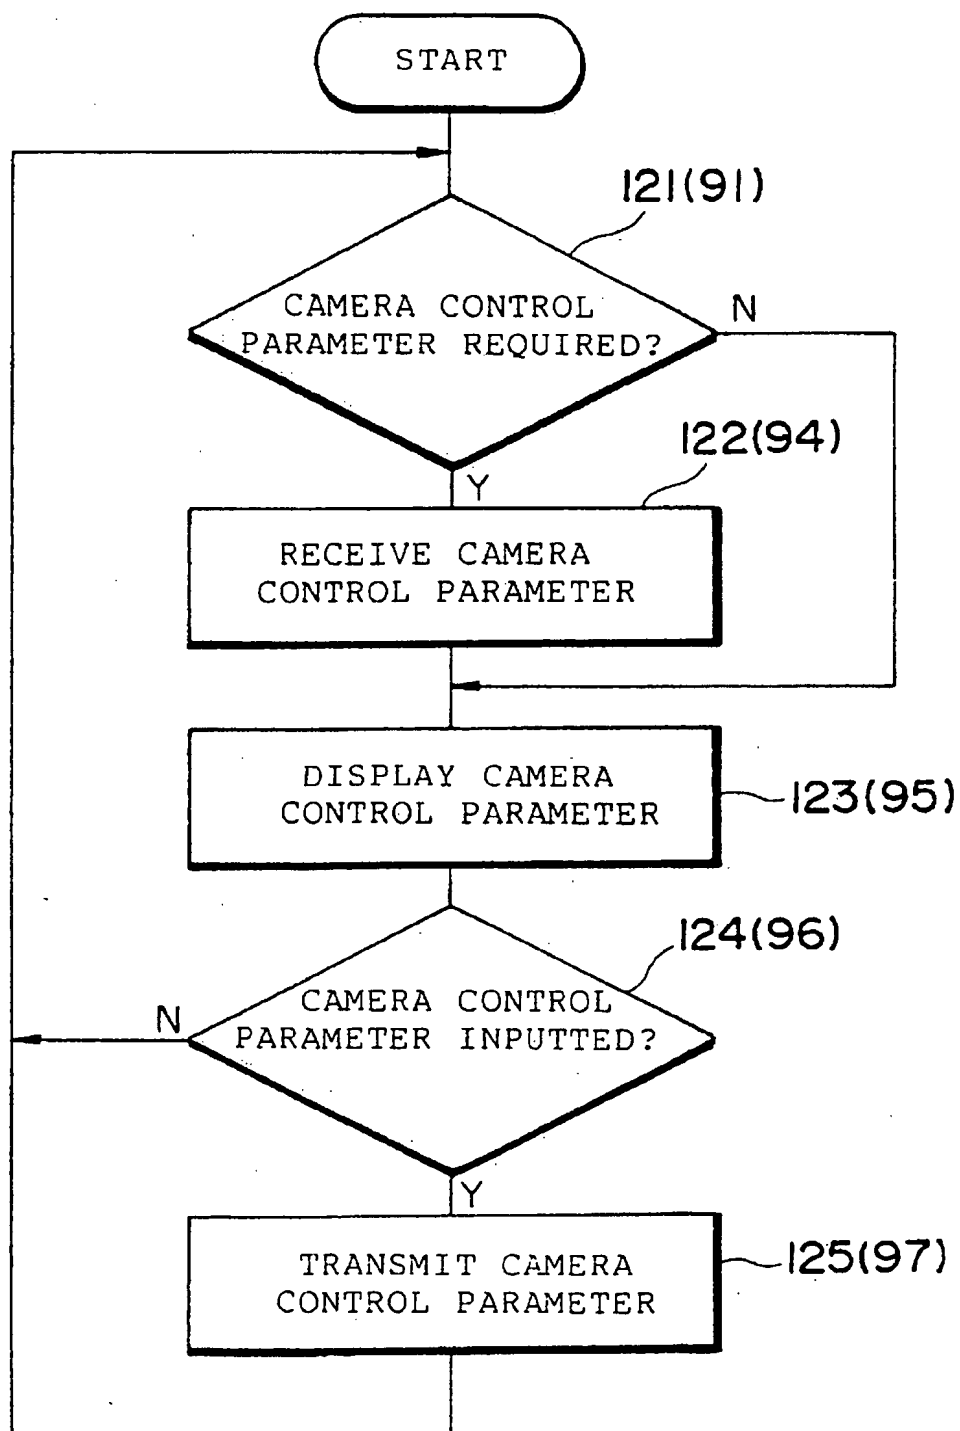 START
121(91)
CAMERA CONTROL
PARAMETER REQUIRED?
N
122(94)
Y
RECEIVE CAMERA
CONTROL PARAMETER
DISPLAY CAMERA
CONTROL PARAMETER
123(95)
124(96)
CAMERA CONTROL
PARAMETER INPUTTED?
N
Y
TRANSMIT CAMERA
CONTROL PARAMETER
125(97)